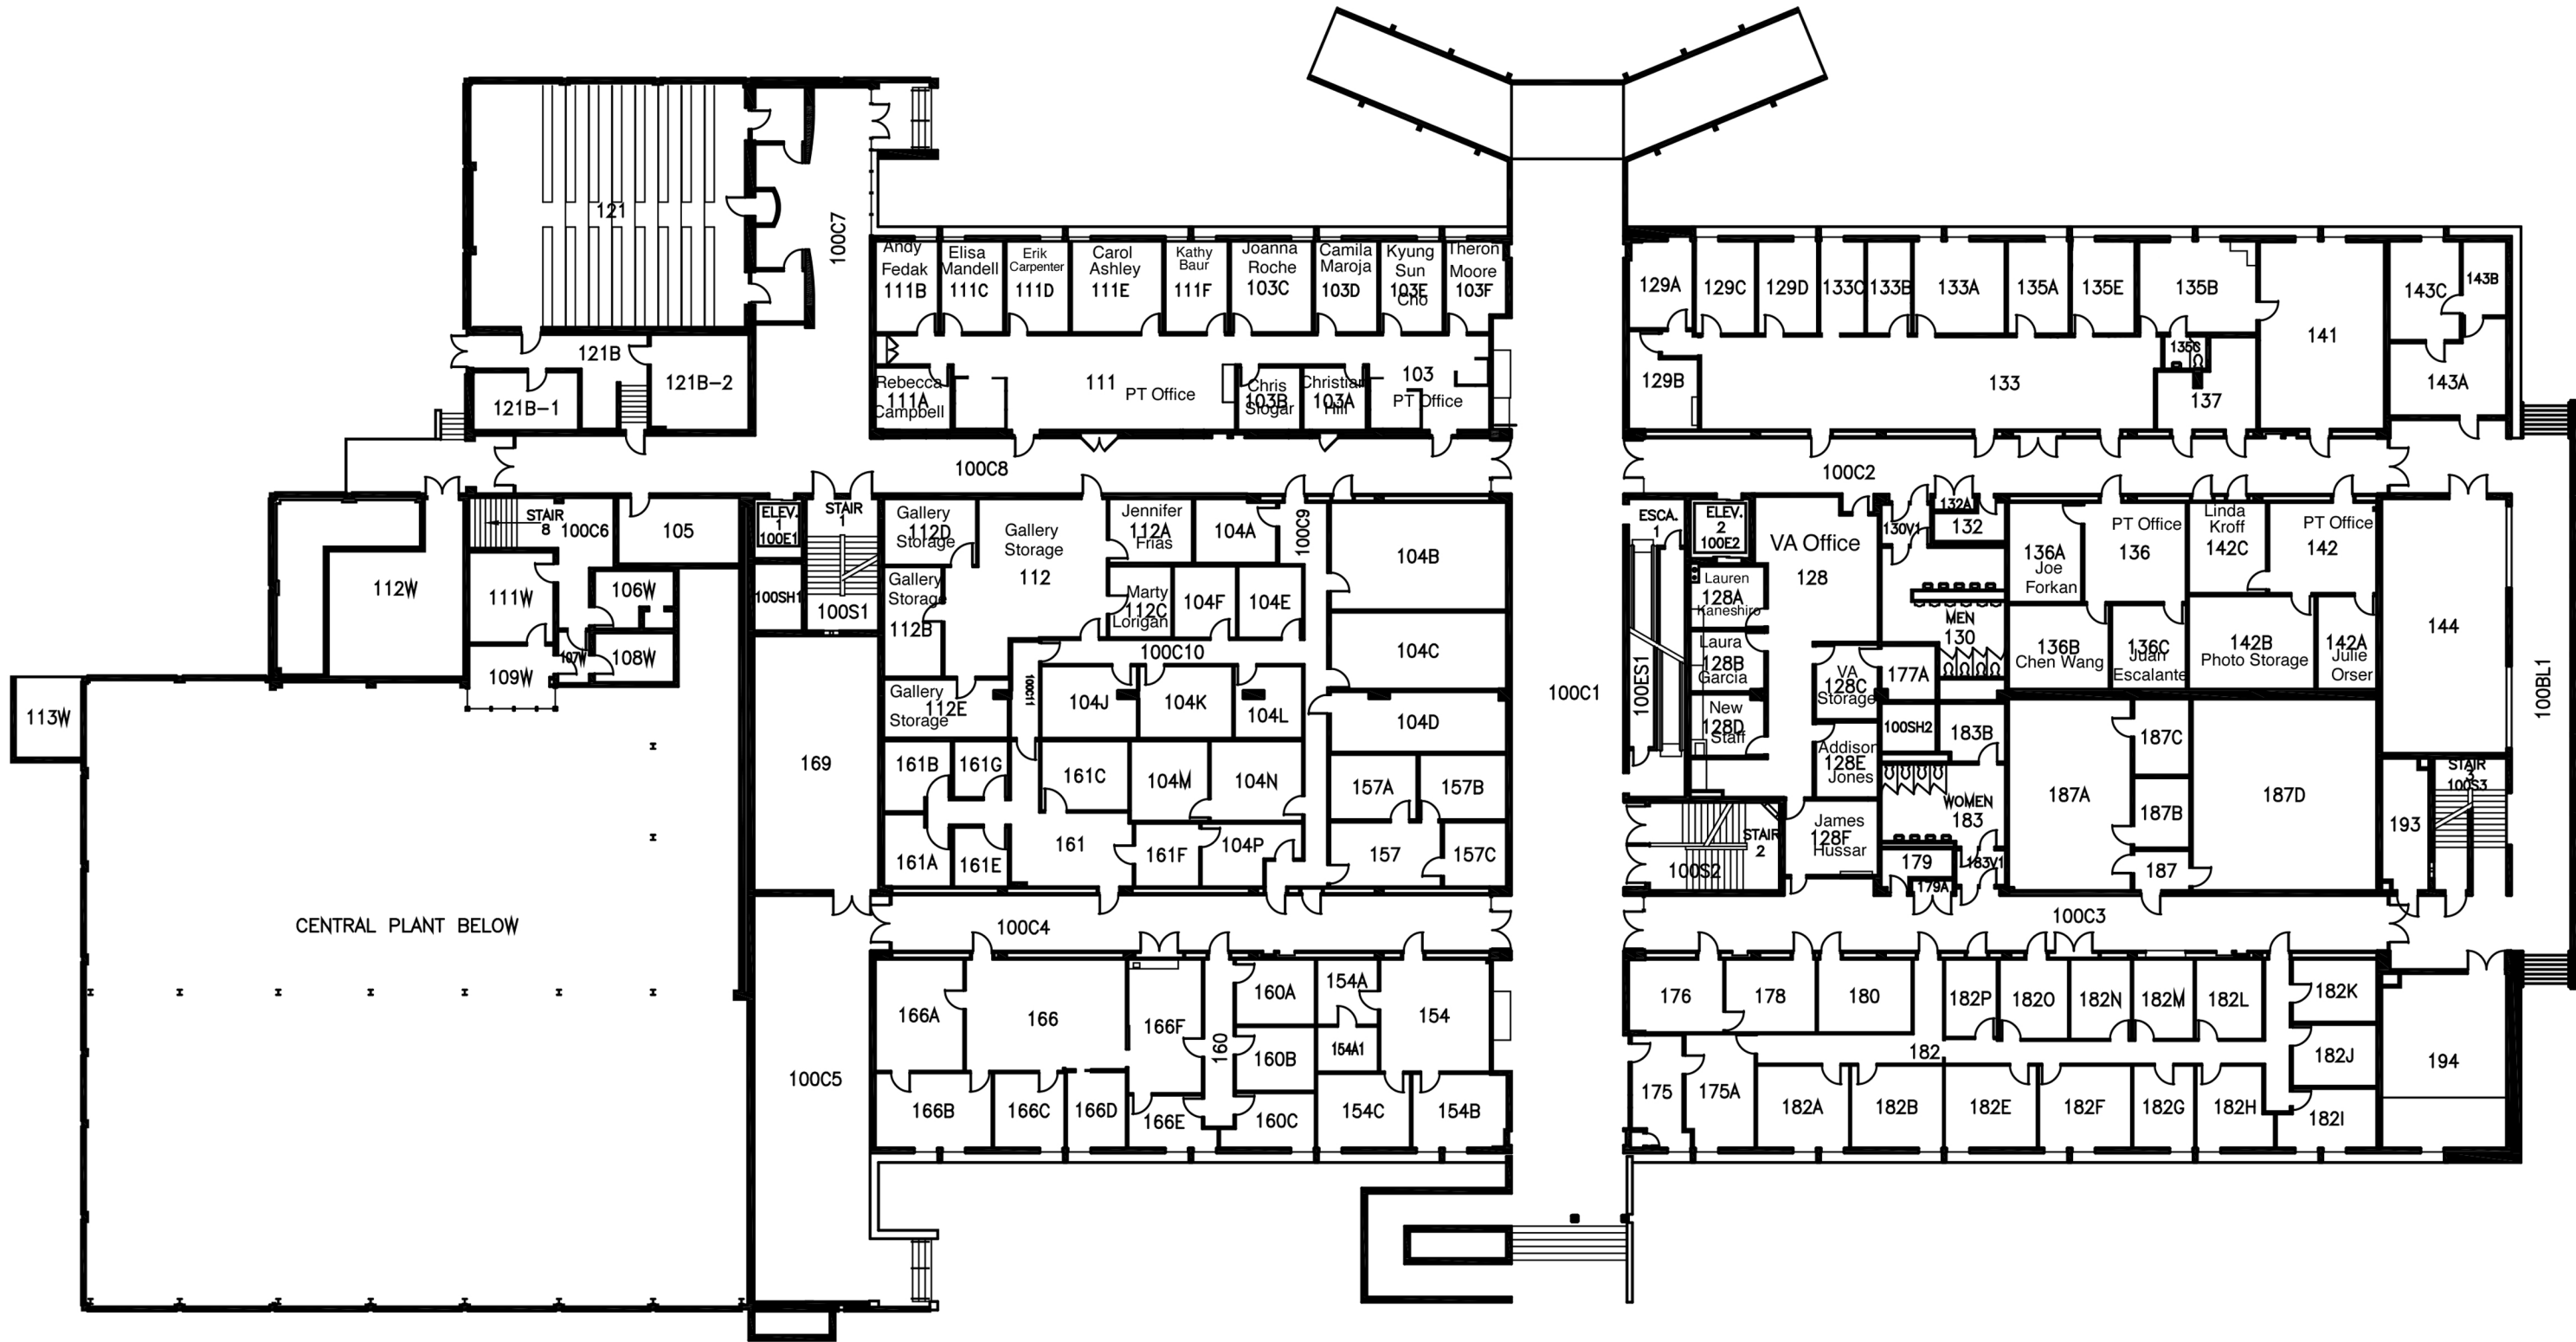 121
100C7
Andy
Fedak
111B
Elisa
Mandell
111C
Erik
Carpenter
111D
Carol
Ashley
111E
Kathy
Baur
111F
Joanna
Roche
103C
Camila
Maroja
103D
Kyung
Sun
103E
Cho
Theron
Moore
103F
129A
129C
129D
133C
133B
133A
135A
135E
135B
143C
143B
121B
121B-1
121B-2
Rebecca
111A
Campbell
111
PT Office
Chris
103B
Slogar
Christian
103A
Hill
103
PT Office
129B
133
135C
137
141
143A
100C8
100C2
STAIR
8
100C6
105
ELEV.
1
100E1
STAIR
1
Gallery
112D
Storage
Gallery
Storage
112
Jennifer
112A
Frias
104A
100C9
104B
ESCA.
1
ELEV.
2
100E2
VA Office
128
130V1
132A
132
136A
Joe
Forkan
PT Office
136
Linda
Kroff
142C
PT Office
142
112W
111W
106W
100SH1
100S1
Gallery
Storage
112B
Marty
112C
Lorigan
104F
104E
Lauren
128A
Kaneshiro
MEN
130
144
107W
108W
109W
100C10
104C
100ES1
Laura
128B
Garcia
VA
128C
Storage
177A
136B
Chen Wang
136C
Juan
Escalante
142B
Photo Storage
142A
Julie
Orser
100C1
100BL1
113W
Gallery
112E
Storage
100C11
104J
104K
104L
104D
New
128D
Staff
100SH2
183B
187C
169
161B
161G
161C
104M
104N
157A
157B
Addison
128E
Jones
187A
187B
187D
STAIR
3
100S3
161A
161E
161
161F
104P
157
157C
100S2
STAIR
2
James
128F
Hussar
WOMEN
183
179
179A
183V1
187
193
CENTRAL PLANT BELOW
100C4
100C3
166A
166
166F
160
160A
154A
154
176
178
180
182P
182O
182N
182M
182L
182K
160B
154A1
182
182J
194
100C5
166B
166C
166D
166E
160C
154C
154B
175
175A
182A
182B
182E
182F
182G
182H
182I